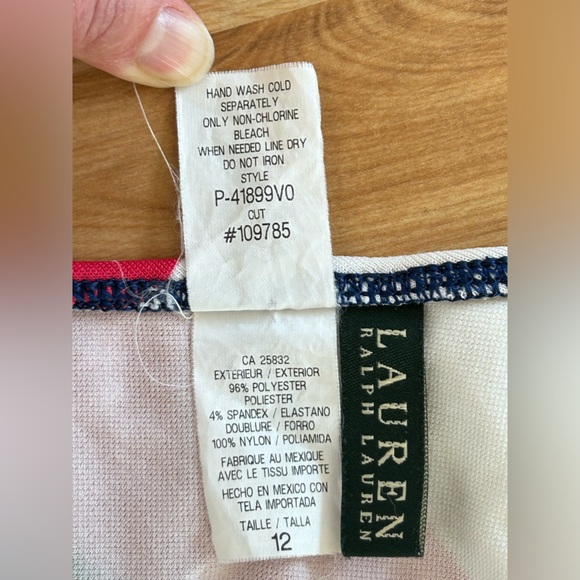 HAND WASH COLD
SEPARATELY
ONLY NON-CHLORINE
BLEACH
WHEN NEEDED LINE DRY
DO NOT IRON
STYLE
P-41899V0
CUT
#109785
CA 25832
EXTERIEUR / EXTERIOR
96% POLYESTER
POLIESTER
4% SPANDEX / ELASTANO
DOUBLURE / FORRO
100% NYLON / POLIAMIDA
FABRIQUE AU MEXIQUE
AVEC LE TISSU IMPORTE
HECHO EN MEXICO CON
TELA IMPORTADA
TAILLE / TALLA
12
LAUREN
RALPH LAUREN